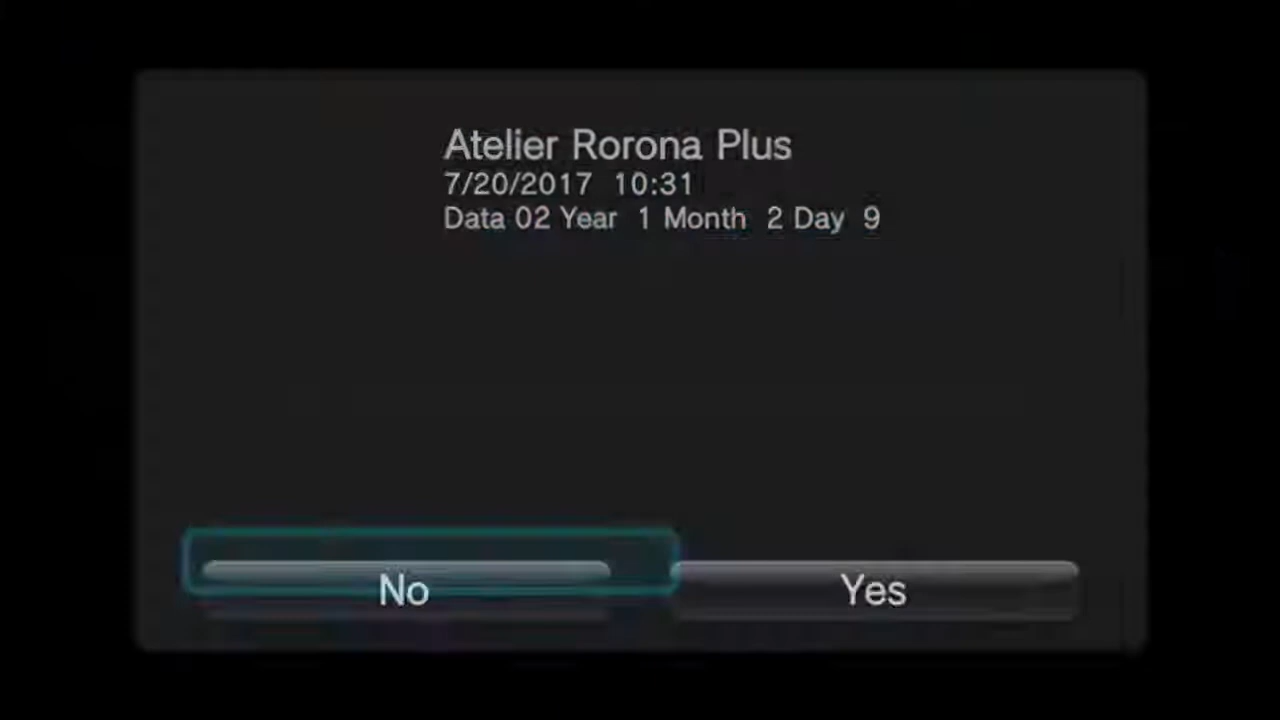 Atelier Rorona Plus
7/20/2017 10:31
Data 02 Year 1 Month 2 Day 9
No
Yes